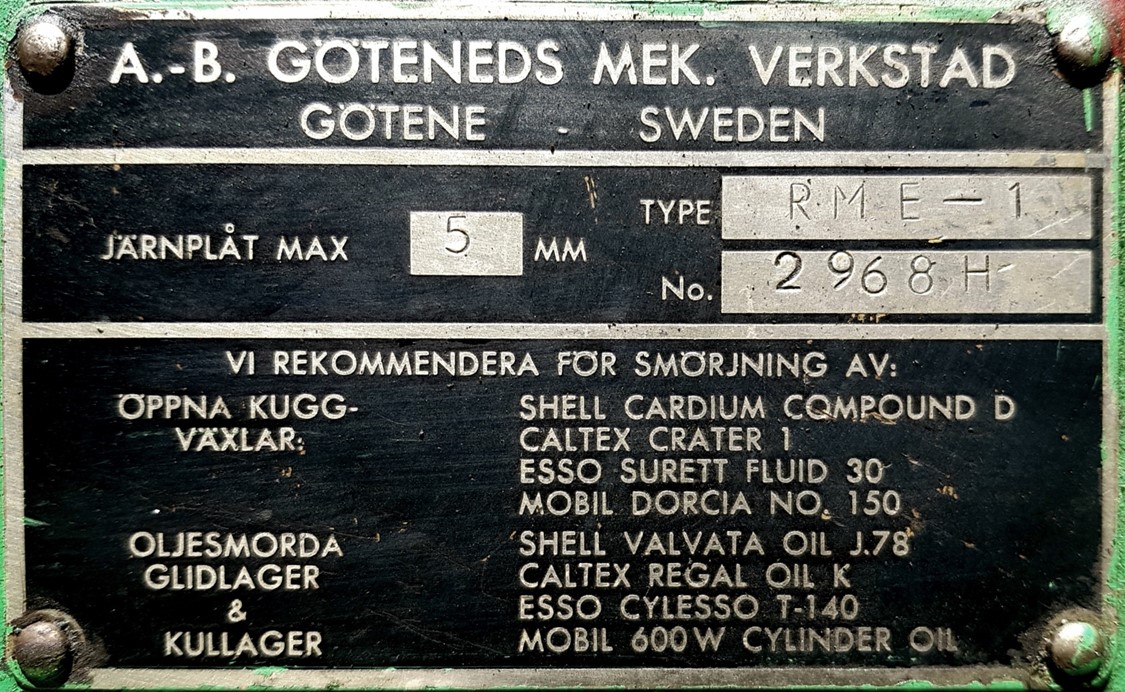 A.-B. GÖTENEDS MEK. VERKSTAD
GÖTENE SWEDEN
JÄRNPLÅT MAX 5 MM
TYPE RME-1
No. 2968H
VI REKOMMENDERA FÖR SMÖRJNING AV:
ÖPPNA KUGG- SHELL CARDIUM COMPOUND D
VÄXLAR: CALTEX CRATER 1
ESSO SURETT FLUID 30
MOBIL DORCIA NO. 150
OLJESMORDA SHELL VALVATA OIL J.78
GLIDLAGER CALTEX REGAL OIL K
& ESSO CYLESSO T-140
KULLAGER MOBIL 600W CYLINDER OIL